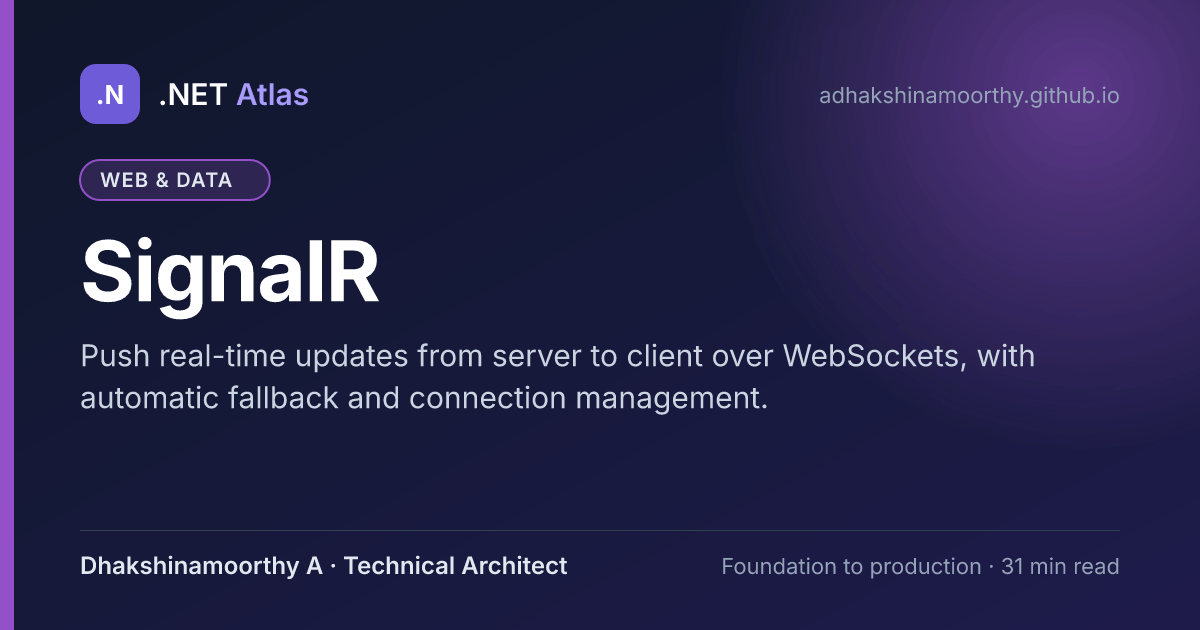 .N
.NET Atlas
adhakshinamoorthy.github.io
WEB & DATA
SignalR
Push real-time updates from server to client over WebSockets, with
automatic fallback and connection management.
Dhakshinamoorthy A · Technical Architect
Foundation to production · 31 min read